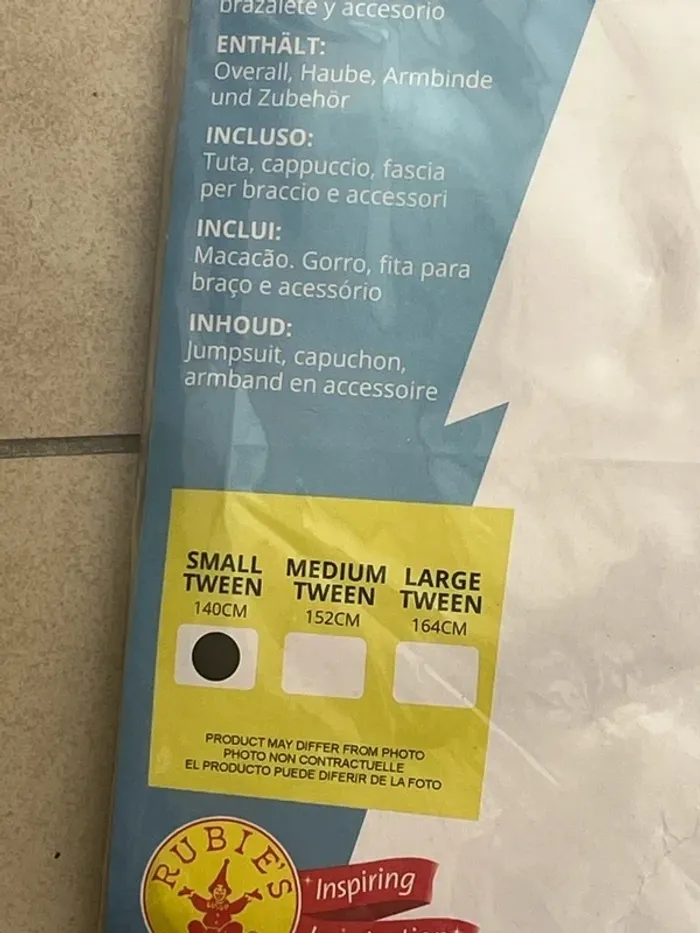 brazalete y accesorio
ENTHÄLT:
Overall, Haube, Armbinde
und Zubehör
INCLUSO:
Tuta, cappuccio, fascia
per braccio e accessori
INCLUI:
Macacão. Gorro, fita para
braço e acessório
INHOUD:
Jumpsuit, capuchon,
armband en accessoire
SMALL TWEEN
140CM
MEDIUM TWEEN
152CM
LARGE TWEEN
164CM
PRODUCT MAY DIFFER FROM PHOTO
PHOTO NON CONTRACTUELLE
EL PRODUCTO PUEDE DIFERIR DE LA FOTO
RUBIE'S
Inspiring